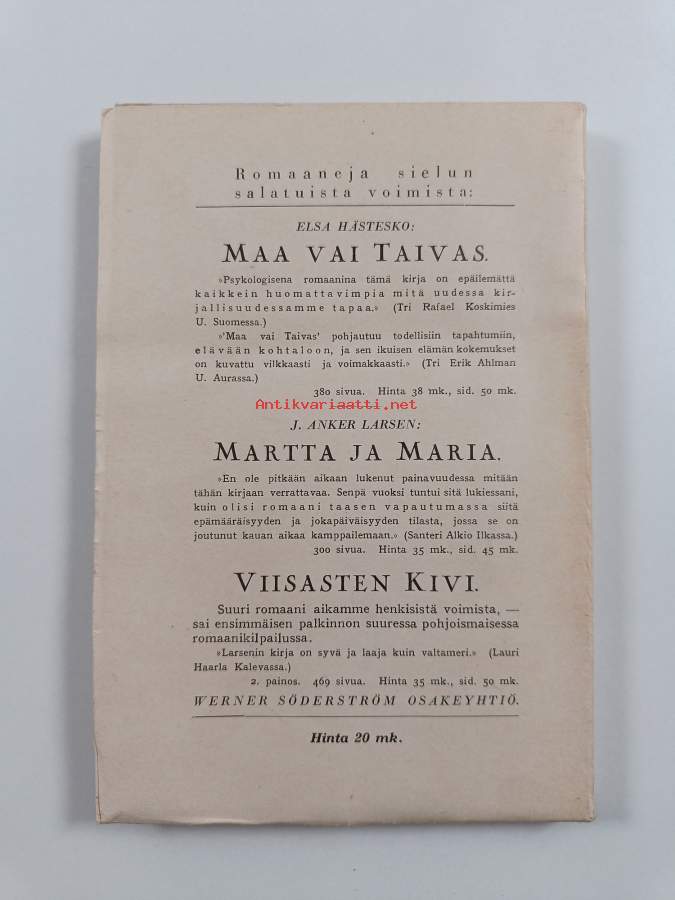 Romaaneja sielun
salatuista voimista:
ELSA HÄSTESKO:
MAA VAI TAIVAS.
»Psykologisena romaanina tämä kirja on epäilemättä
kaikkein huomattavimpia mitä uudessa kir-
jallisuudessamme tapaa.» (Tri Rafael Koskimies
U. Suomessa.)
»'Maa vai Taivas' pohjautuu todellisiin tapahtumiin,
elävään kohtaloon, ja sen ikuisen elämän kokemukset
on kuvattu vilkkaasti ja voimakkaasti.» (Tri Erik Ahlman
U. Aurassa.)
380 sivua. Hinta 38 mk., sid. 50 mk.
Antikvariaatti.net
J. ANKER LARSEN:
MARTTA JA MARIA.
»En ole pitkään aikaan lukenut painavuudessa mitään
tähän kirjaan verrattavaa. Senpä vuoksi tuntui sitä lukiessani,
kuin olisi romaani taasen vapautumassa siitä
epämääräisyyden ja jokapäiväisyyden tilasta, jossa se on
joutunut kauan aikaa kamppailemaan.» (Santeri Alkio Ilkassa.)
300 sivua. Hinta 35 mk., sid. 45 mk.
VIISASTEN KIVI.
Suuri romaani aikamme henkisistä voimista, —
sai ensimmäisen palkinnon suuressa pohjoismaisessa
romaanikilpailussa.
»Larsenin kirja on syvä ja laaja kuin valtameri.» (Lauri
Haarla Kalevassa.)
2. painos. 469 sivua. Hinta 35 mk., sid. 50 mk.
WERNER SÖDERSTRÖM OSAKEYHTIÖ.
Hinta 20 mk.